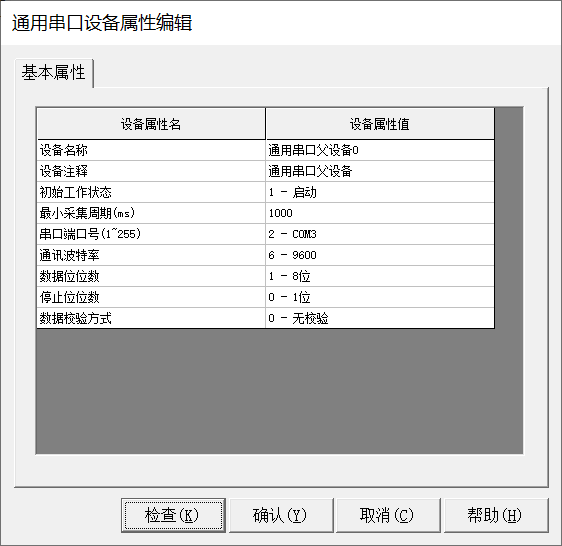 通用串口设备属性编辑
基本属性
设备属性名 设备属性值
设备名称 通用串口父设备0
设备注释 通用串口父设备
初始工作状态 1 - 启动
最小采集周期(ms) 1000
串口端口号(1~255) 2 - COM3
通讯波特率 6 - 9600
数据位位数 1 - 8位
停止位位数 0 - 1位
数据校验方式 0 - 无校验
检查(K) 确认(Y) 取消(C) 帮助(H)